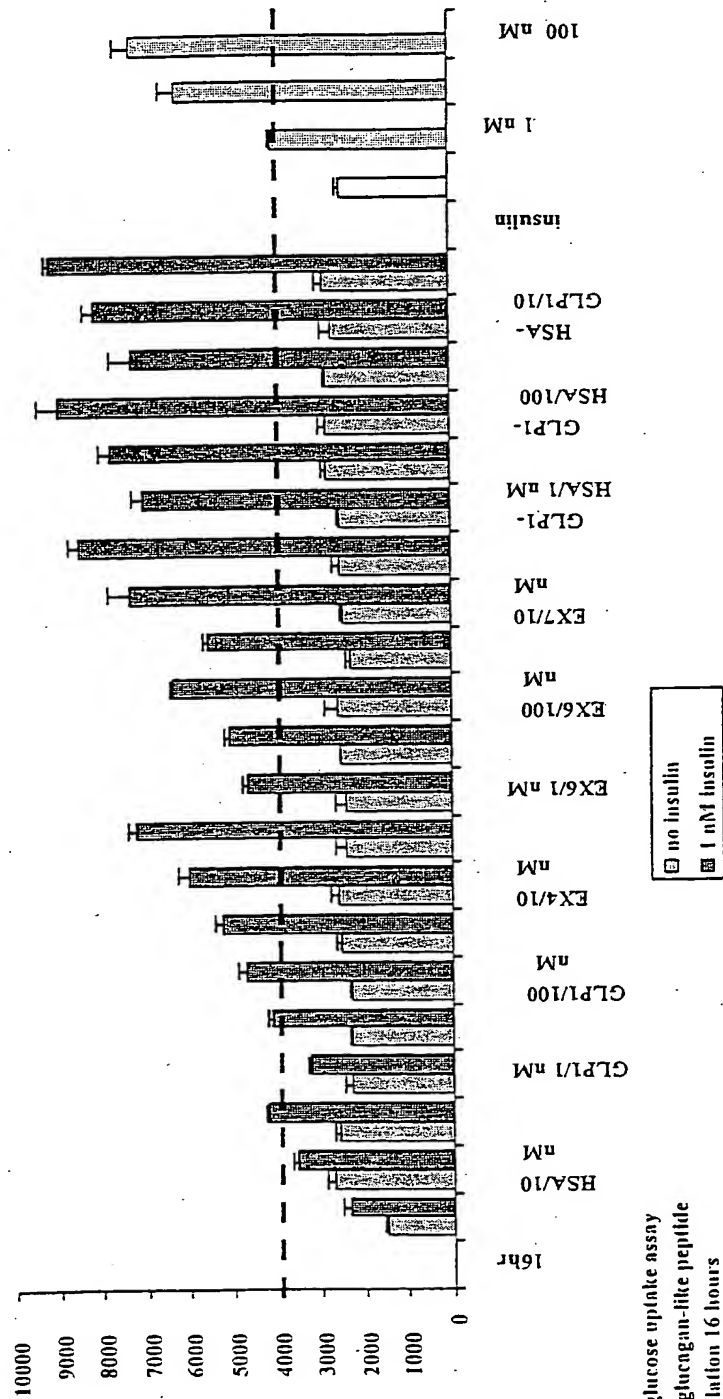 10000
9000
8000
7000
6000
5000
4000
3000
2000
1000
0
16hr
HSA/10
nM
GLP1/1 nM
GLP1/100
nM
EX4/10
nM
EX6/1 nM
EX6/100
nM
EX7/10
nM
GLP1-
HSA/1 nM
GLP1-
HSA/100
HSA-
GLP1/10
insulin
1 nM
100 nM
no insulin
1 nM insulin
glucose uptake assay
glucagon-like peptide
lation 16 hours